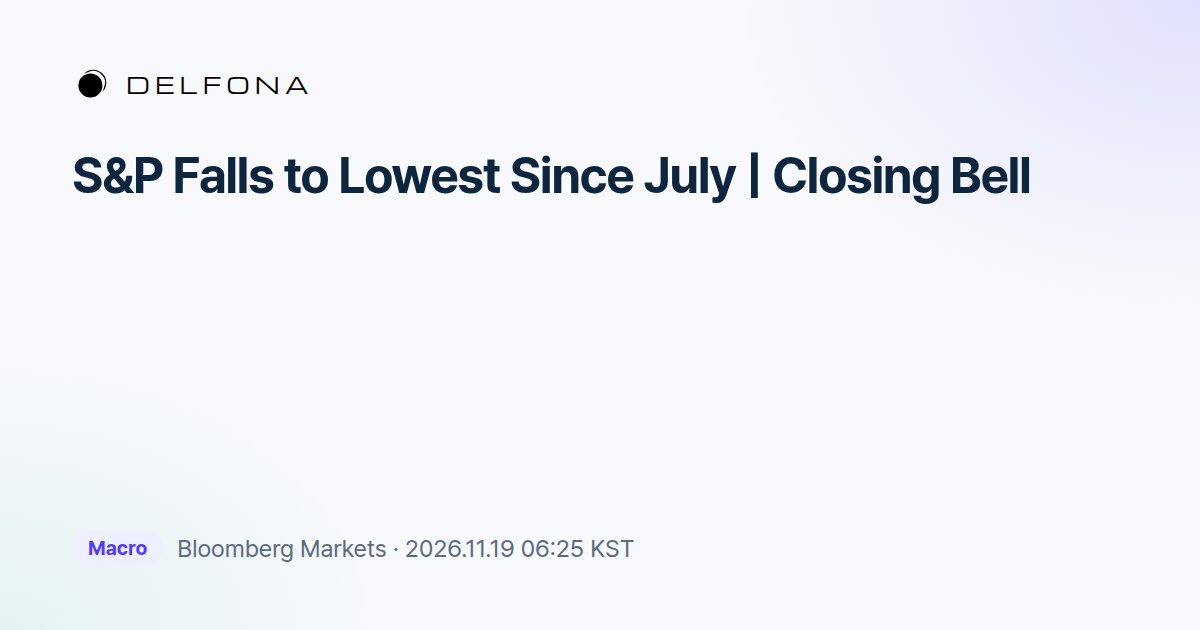 DELFONA
S&P Falls to Lowest Since July | Closing Bell
Macro Bloomberg Markets · 2026.11.19 06:25 KST